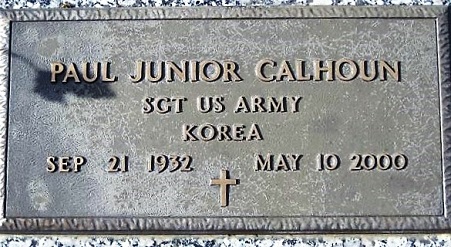 PAUL JUNIOR CALHOUN
SGT US ARMY
KOREA
SEP 21 1932 MAY 10 2000